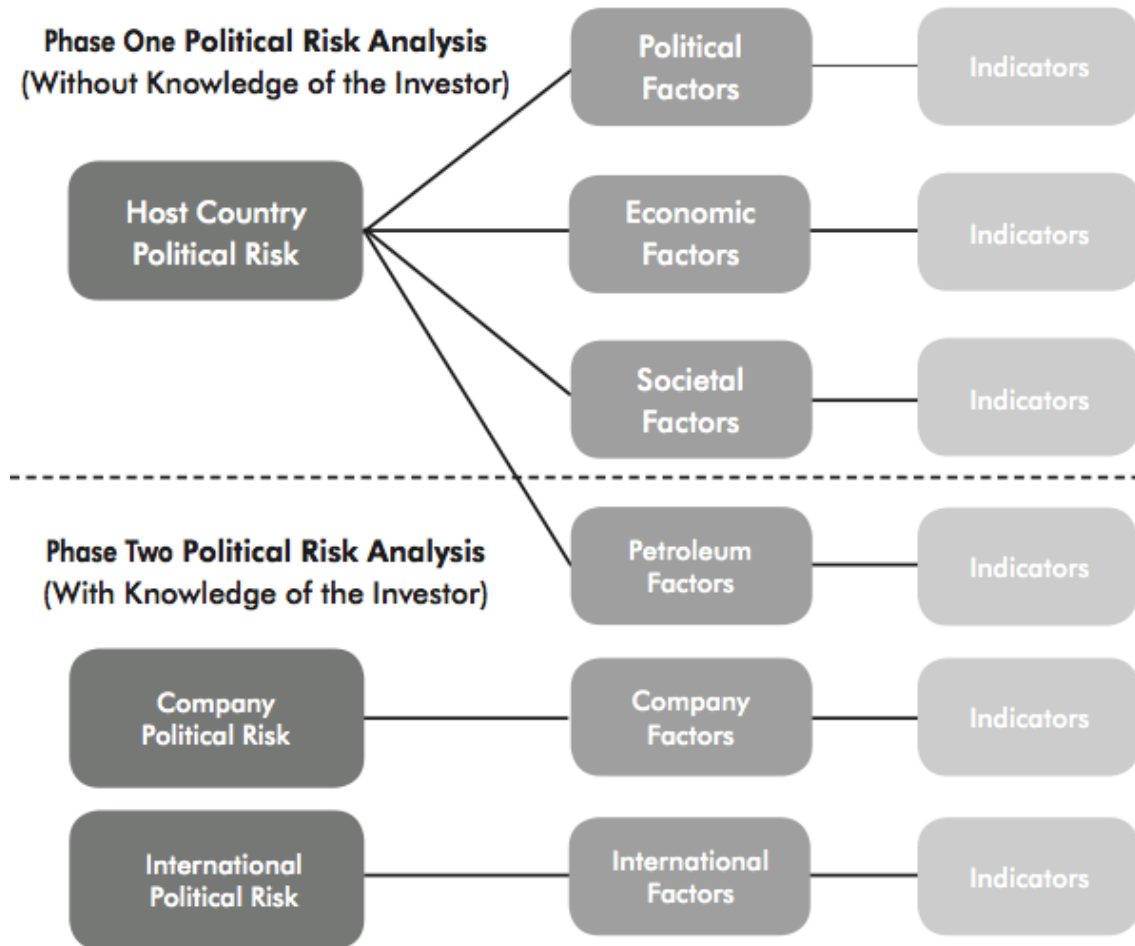 Phase One Political Risk Analysis
(Without Knowledge of the Investor)
Political
Factors
Indicators
Host Country
Political Risk
Economic
Factors
Indicators
Societal
Factors
Indicators
Phase Two Political Risk Analysis
(With Knowledge of the Investor)
Petroleum
Factors
Indicators
Company
Political Risk
Company
Factors
Indicators
International
Political Risk
International
Factors
Indicators